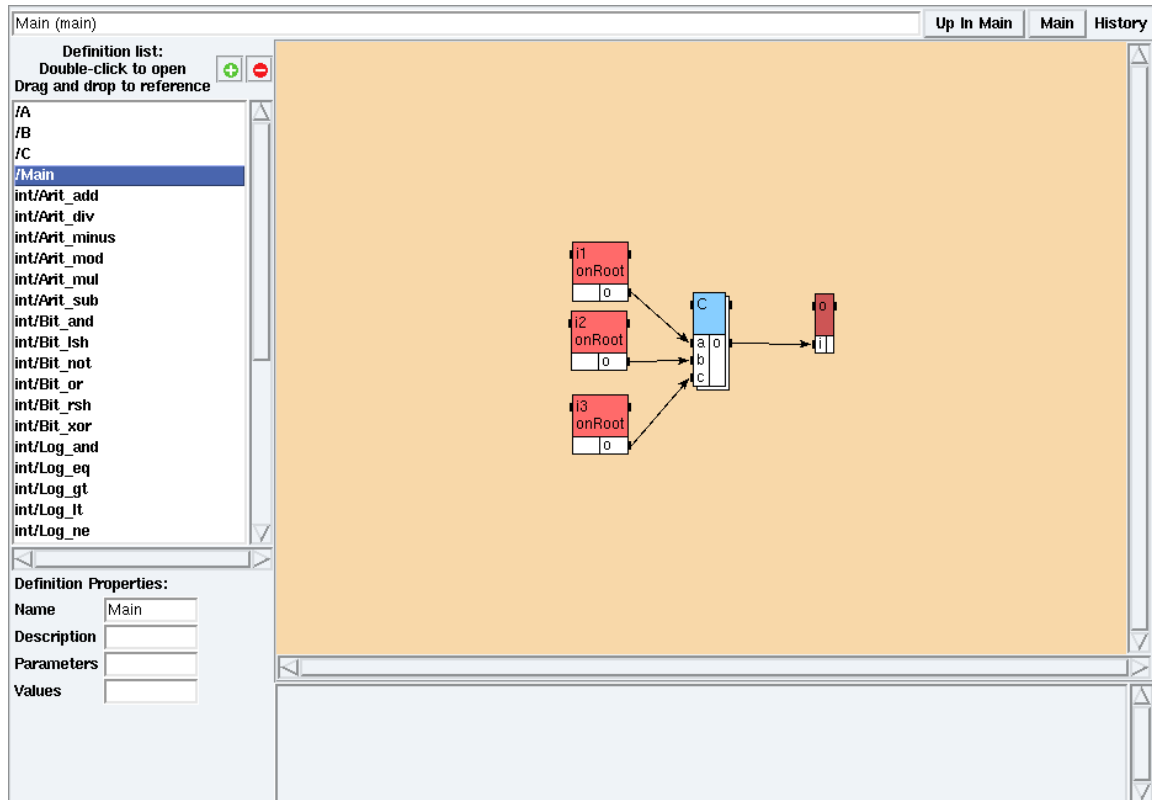 Main (main)
Up In Main
Main
History
Definition list:
Double-click to open
Drag and drop to reference
/A
/B
/C
/Main
int/Arit_add
int/Arit_div
int/Arit_minus
int/Arit_mod
int/Arit_mul
int/Arit_sub
int/Bit_and
int/Bit_lsh
int/Bit_not
int/Bit_or
int/Bit_rsh
int/Bit_xor
int/Log_and
int/Log_eq
int/Log_gt
int/Log_lt
int/Log_ne
Definition Properties:
Name
Main
Description
Parameters
Values
i1
onRoot
o
i2
onRoot
o
i3
onRoot
o
C
a o
b
c
o
i